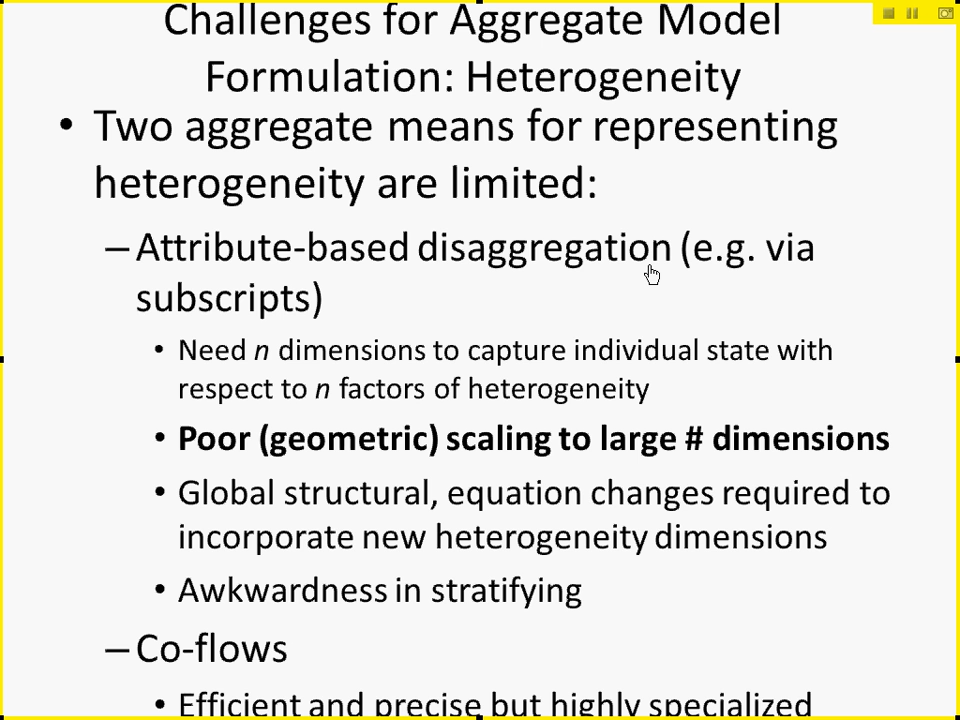 Challenges for Aggregate Model
Formulation: Heterogeneity
• Two aggregate means for representing
heterogeneity are limited:
– Attribute-based disaggregation (e.g. via
subscripts)
• Need n dimensions to capture individual state with
respect to n factors of heterogeneity
• Poor (geometric) scaling to large # dimensions
• Global structural, equation changes required to
incorporate new heterogeneity dimensions
• Awkwardness in stratifying
– Co-flows
• Efficient and precise but highly specialized